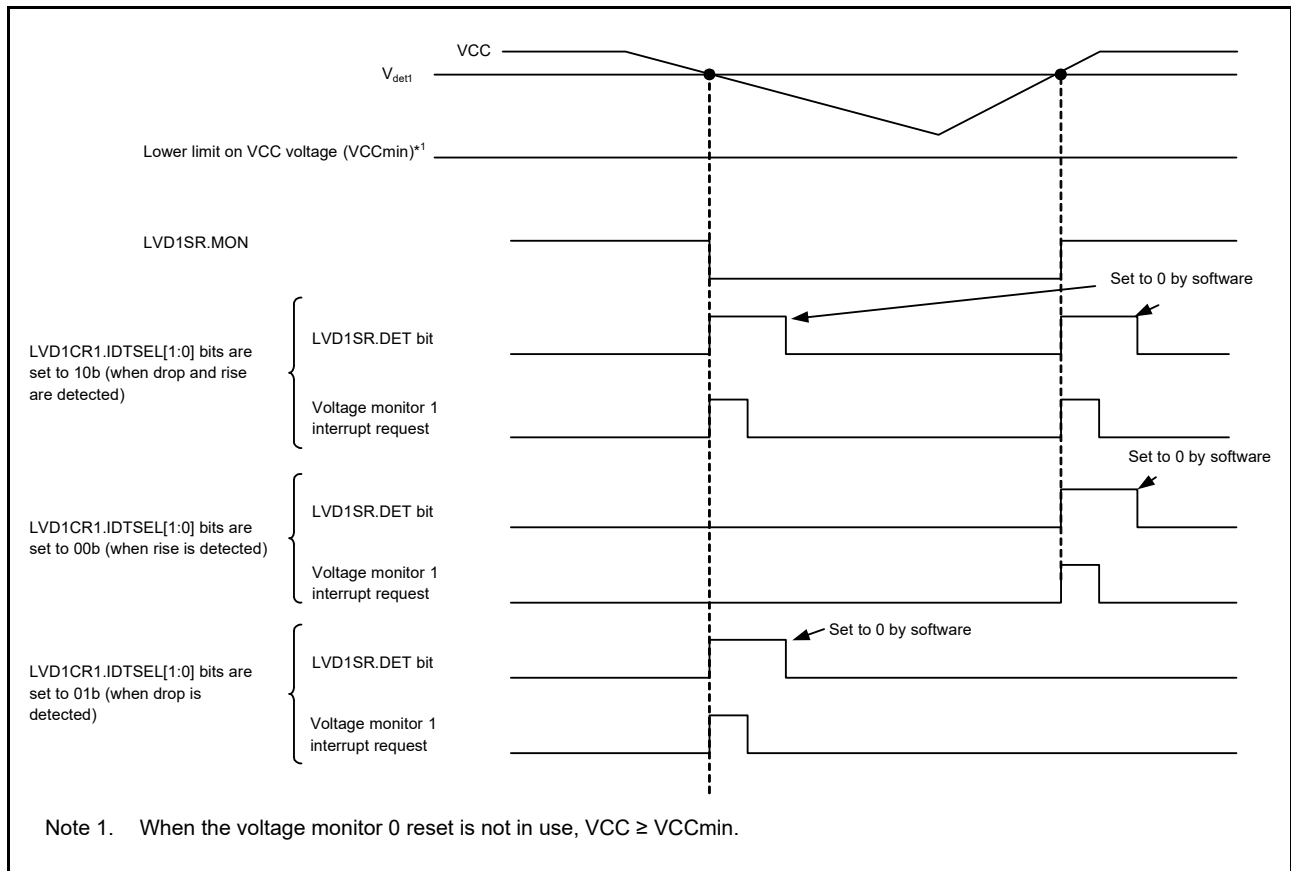 VCC
Vdet1
Lower limit on VCC voltage (VCCmin)*1
LVD1SR.MON
Set to 0 by software
LVD1CR1.IDTSEL[1:0] bits are
set to 10b (when drop and rise
are detected)
LVD1SR.DET bit
Voltage monitor 1
interrupt request
Set to 0 by software
LVD1CR1.IDTSEL[1:0] bits are
set to 00b (when rise is detected)
LVD1SR.DET bit
Voltage monitor 1
interrupt request
Set to 0 by software
LVD1CR1.IDTSEL[1:0] bits are
set to 01b (when drop is
detected)
LVD1SR.DET bit
Voltage monitor 1
interrupt request
Note 1. When the voltage monitor 0 reset is not in use, VCC ≥ VCCmin.